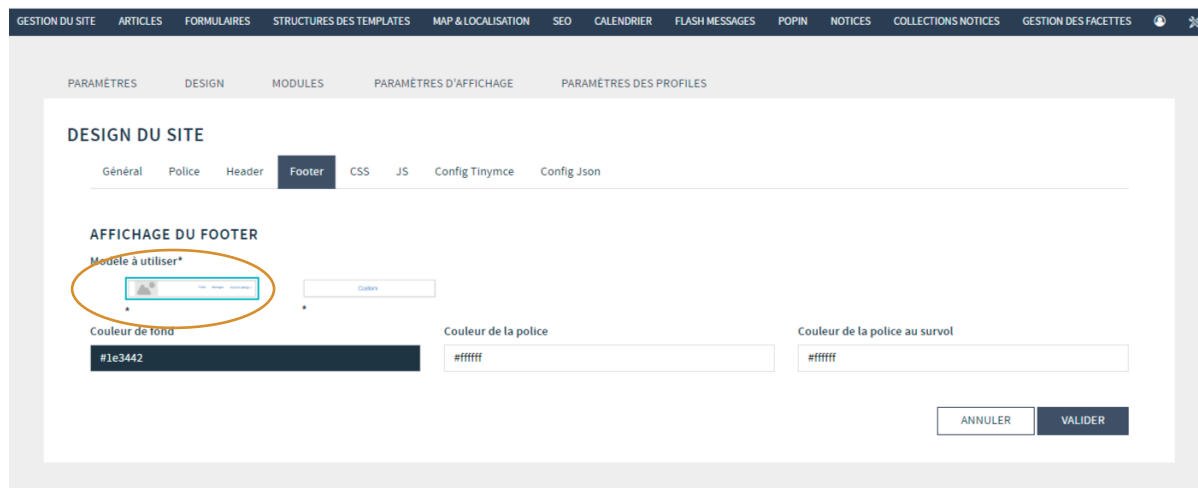 GESTION DU SITE ARTICLES FORMULAIRES STRUCTURES DES TEMPLATES MAP & LOCALISATION SEO CALENDRIER FLASH MESSAGES POPIN NOTICES COLLECTIONS NOTICES GESTION DES FACETTES
PARAMÈTRES DESIGN MODULES PARAMÈTRES D'AFFICHAGE PARAMÈTRES DES PROFILES
DESIGN DU SITE
Général Police Header Footer CSS JS Config Tinymce Config Json
AFFICHAGE DU FOOTER
Modèle à utiliser*
Custom
* *
Couleur de fond Couleur de la police Couleur de la police au survol
#1e3442 #ffffff #ffffff
ANNULER VALIDER